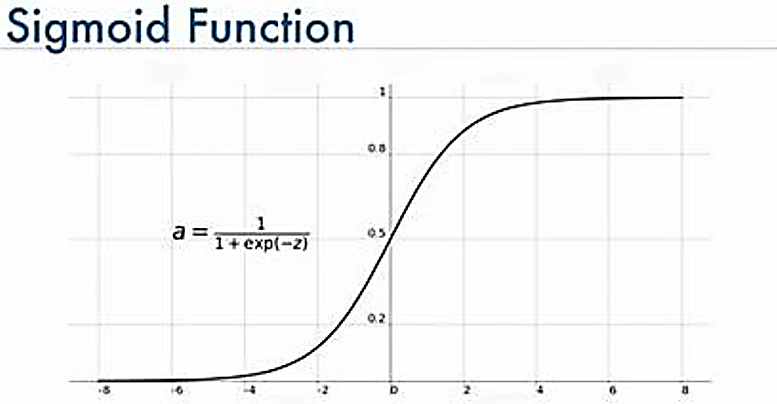 Sigmoid Function
1
0.8
a = 1 / 1 + exp(−z)
0.5
0.2
-8 -6 -4 -2 0 2 4 6 8